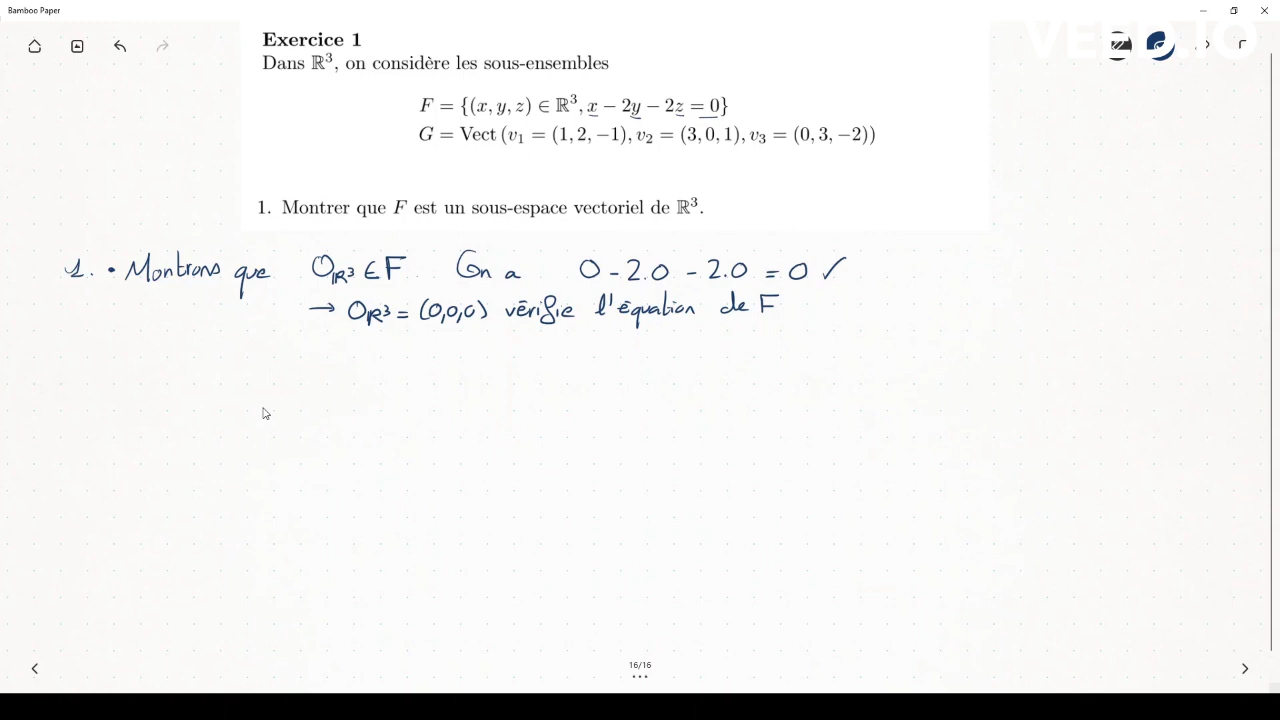 Bamboo Paper
VEED.IO
Exercice 1
Dans ℝ³, on considère les sous-ensembles
F = {(x, y, z) ∈ ℝ³, x − 2y − 2z = 0}
G = Vect (v₁ = (1, 2, −1), v₂ = (3, 0, 1), v₃ = (0, 3, −2))
1. Montrer que F est un sous-espace vectoriel de ℝ³.
1. • Montrons que 0ℝ³ ∈ F. On a 0 - 2.0 - 2.0 = 0 ✓
→ 0ℝ³ = (0,0,0) vérifie l'équation de F
16/16